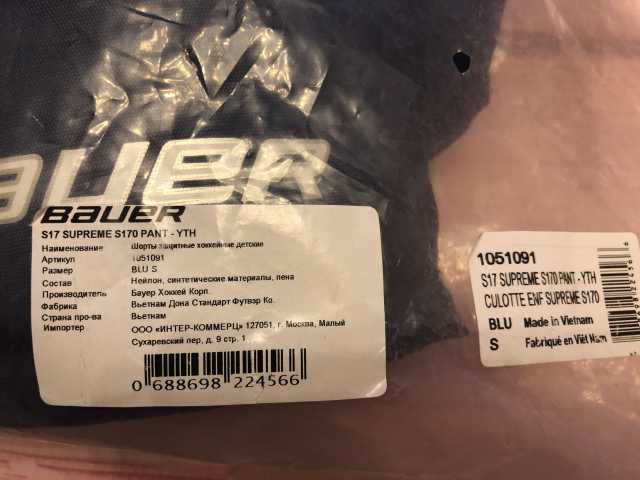 BAUER
BAUER
S17 SUPREME S170 PANT - YTH
Наименование Шорты защитные хоккейные детские
Артикул 1051091
Размер BLU S
Состав Нейлон, синтетические материалы, пена
Производитель Бауер Хоккей Корп.
Фабрика Вьетнам Дона Стандарт Футвэр Ко.
Страна про-ва Вьетнам
Импортер ООО «ИНТЕР-КОММЕРЦ» 127051, г. Москва, Малый
Сухаревский пер, д. 9 стр. 1
0 688698 224566
1051091
S17 SUPREME S170 PANT - YTH
CULOTTE ENF SUPREME S170
BLU Made in Vietnam
S Fabriqué en Viêt Nam